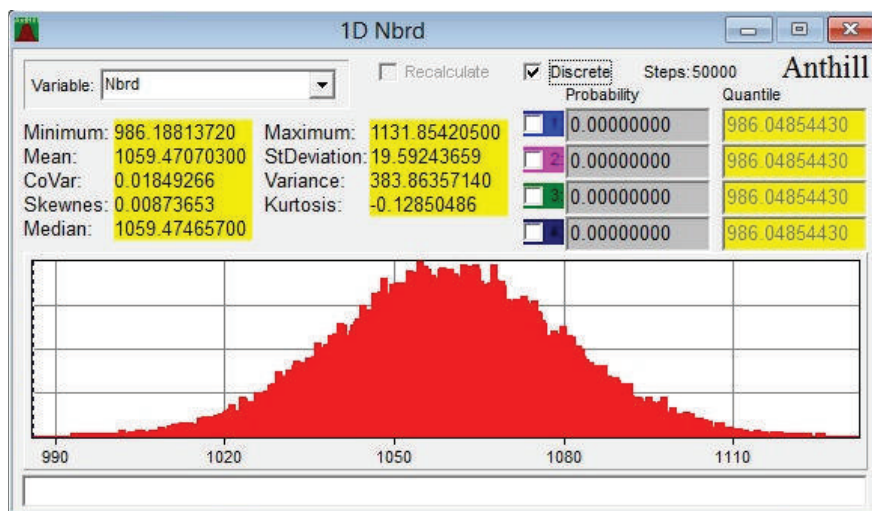 1D Nbrd
Variable: Nbrd
Recalculate
Discrete Steps: 50000 Anthill
Probability Quantile
Minimum: 986.18813720 Maximum: 1131.85420500
Mean: 1059.47070300 StDeviation: 19.59243659
CoVar: 0.01849266 Variance: 383.86357140
Skewnes: 0.00873653 Kurtosis: -0.12850486
Median: 1059.47465700
1 0.00000000 986.04854430
2 0.00000000 986.04854430
3 0.00000000 986.04854430
4 0.00000000 986.04854430
990 1020 1050 1080 1110